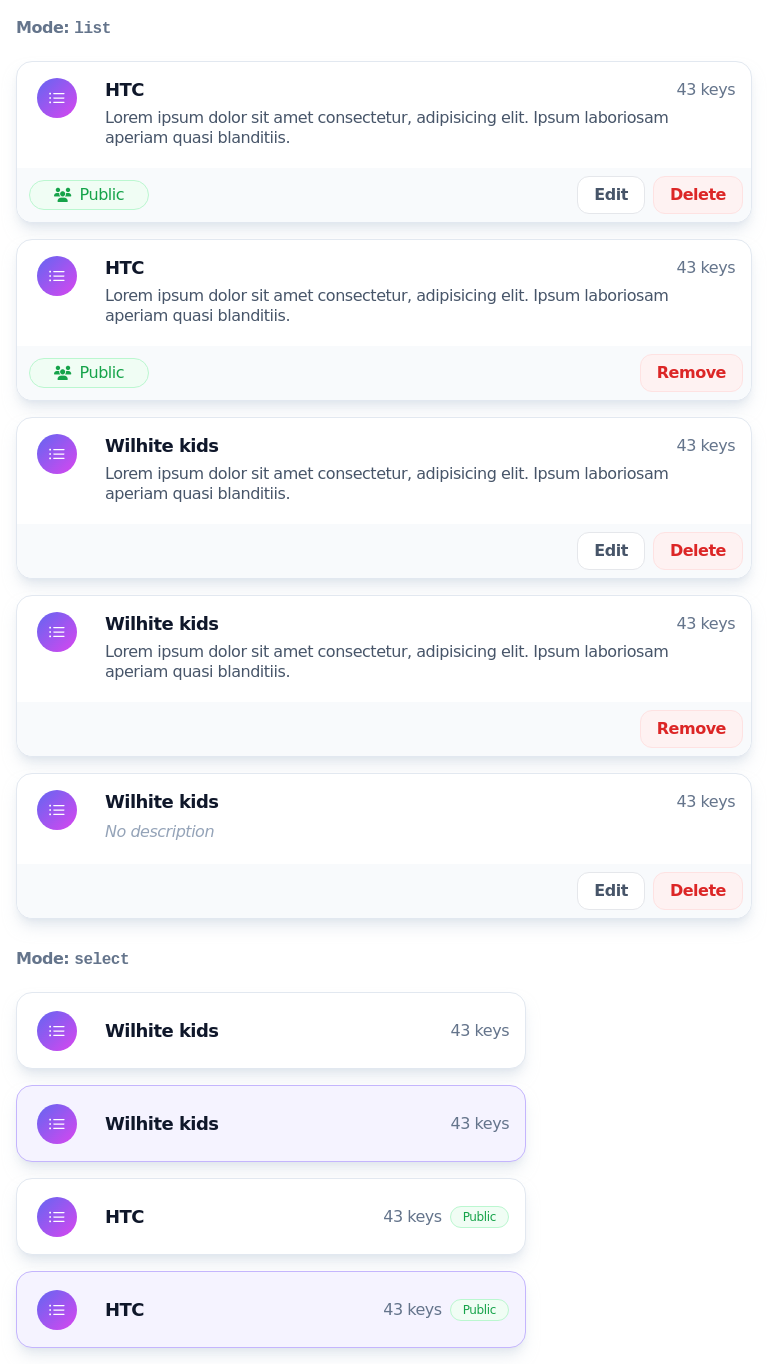 Mode: list
HTC 43 keys
Lorem ipsum dolor sit amet consectetur, adipisicing elit. Ipsum laboriosam
aperiam quasi blanditiis.
Public Edit Delete
HTC 43 keys
Lorem ipsum dolor sit amet consectetur, adipisicing elit. Ipsum laboriosam
aperiam quasi blanditiis.
Public Remove
Wilhite kids 43 keys
Lorem ipsum dolor sit amet consectetur, adipisicing elit. Ipsum laboriosam
aperiam quasi blanditiis.
Edit Delete
Wilhite kids 43 keys
Lorem ipsum dolor sit amet consectetur, adipisicing elit. Ipsum laboriosam
aperiam quasi blanditiis.
Remove
Wilhite kids 43 keys
No description
Edit Delete
Mode: select
Wilhite kids 43 keys
Wilhite kids 43 keys
HTC 43 keys Public
HTC 43 keys Public